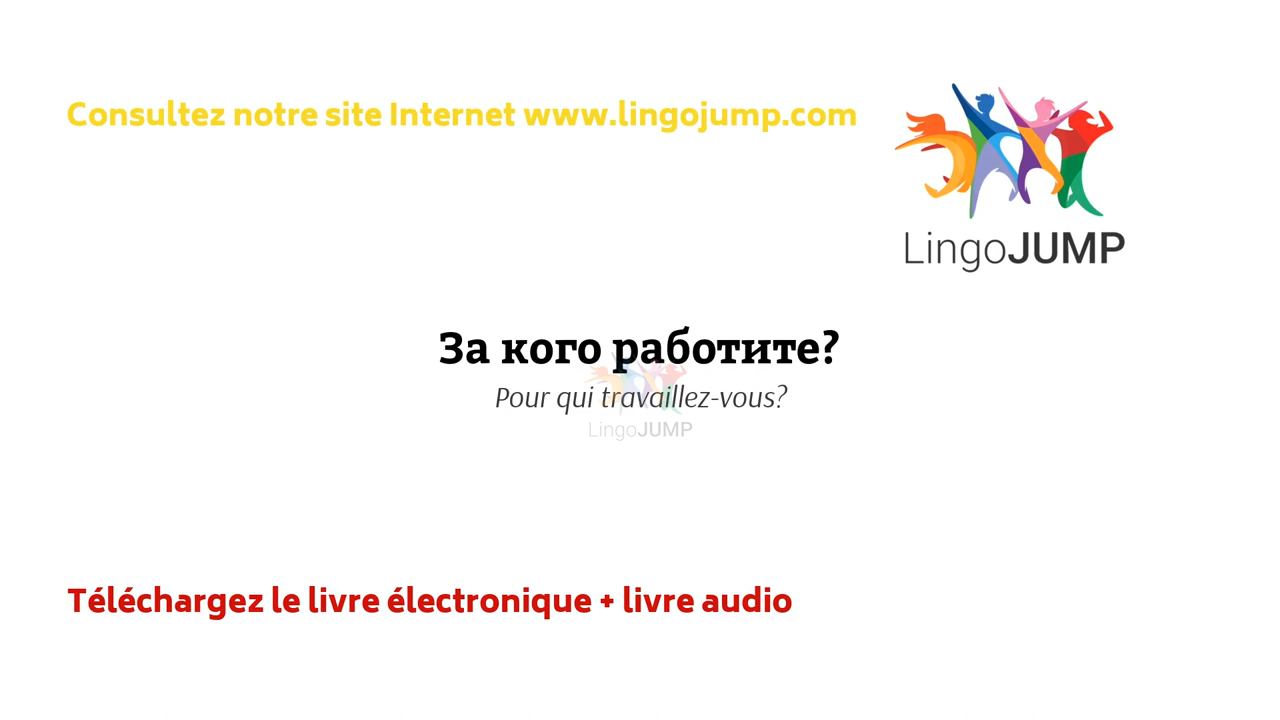 Consultez notre site Internet www.lingojump.com
LingoJUMP
За кого работите?
Pour qui travaillez-vous?
LingoJUMP
Téléchargez le livre électronique + livre audio